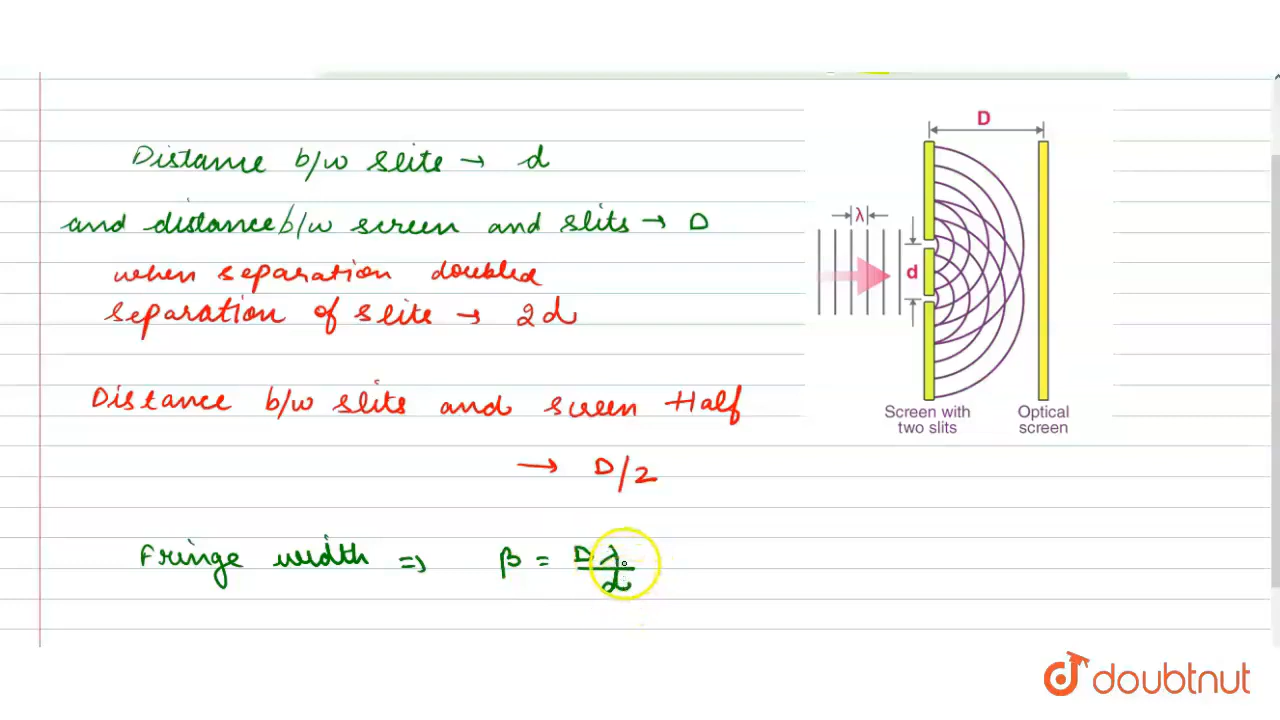 Distance b/w slits → d
and distance b/w screen and slits → D
when separation doubled
separation of slits → 2d
Distance b/w slits and screen Half
→ D/2
Fringe width ⇒ β = Dλ/d
D
λ
d
Screen with
two slits
Optical
screen
doubtnut